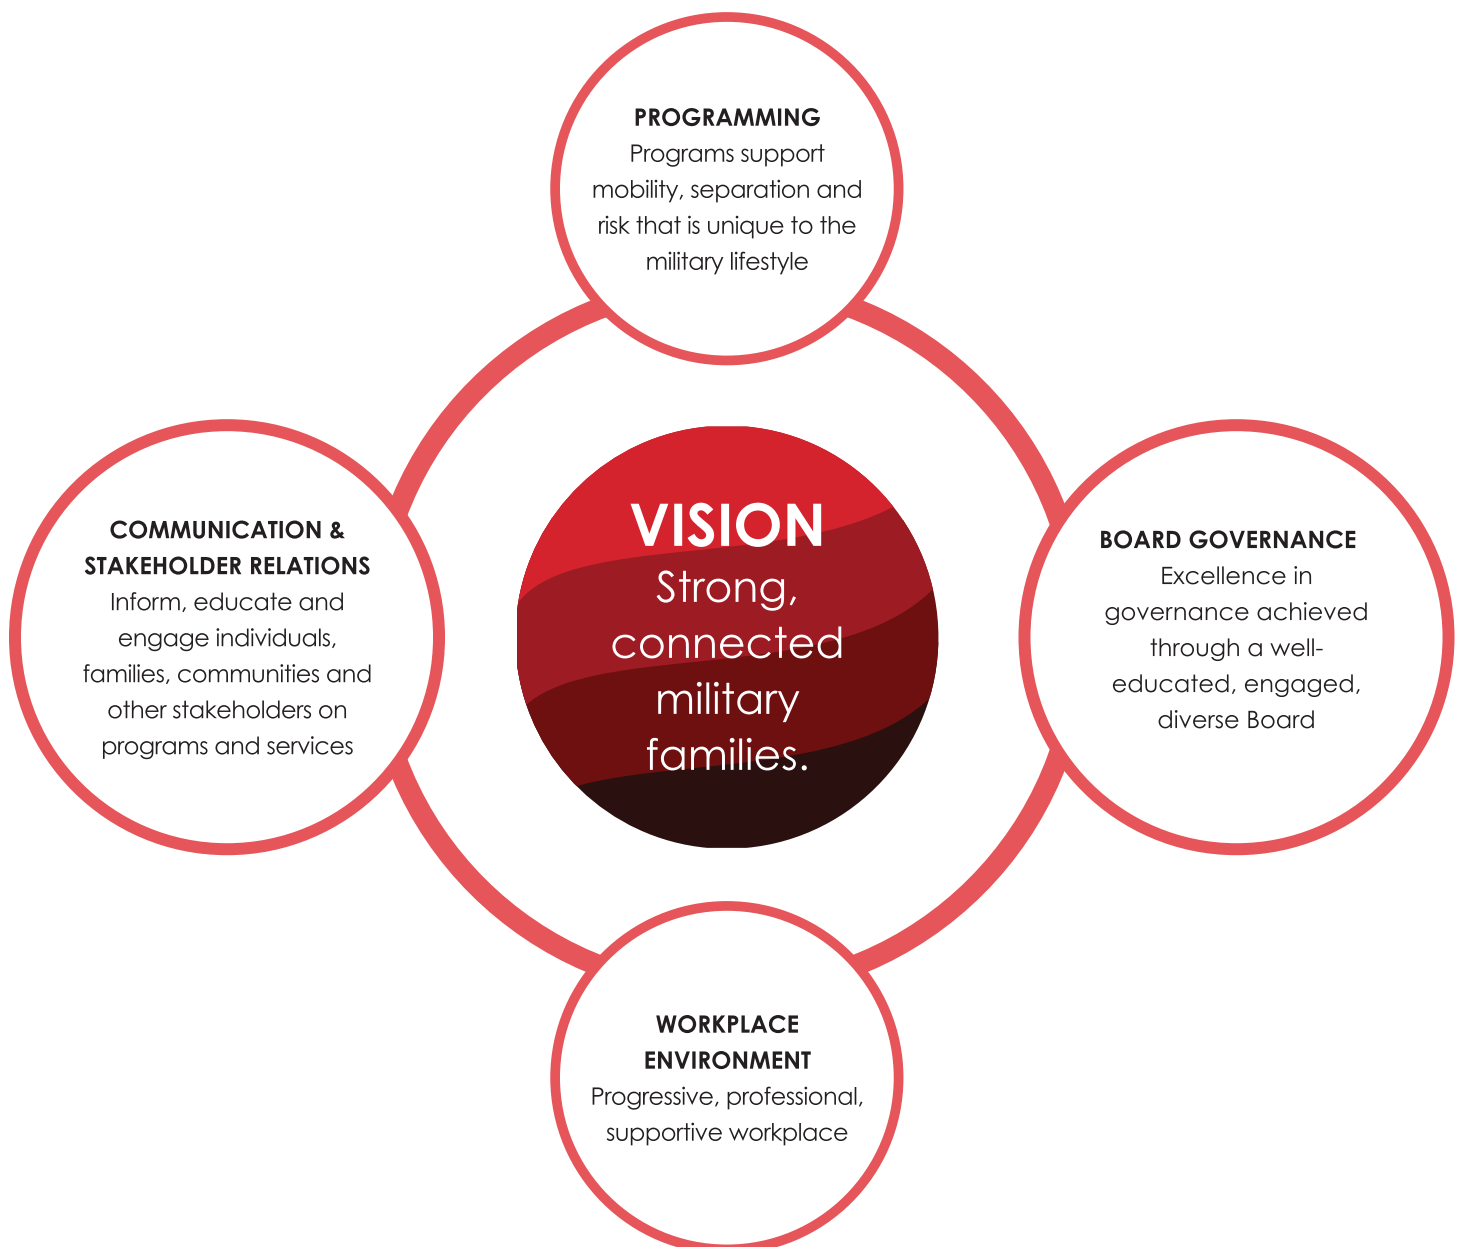 PROGRAMMING
Programs support
mobility, separation and
risk that is unique to the
military lifestyle
COMMUNICATION &
STAKEHOLDER RELATIONS
Inform, educate and
engage individuals,
families, communities and
other stakeholders on
programs and services
VISION
Strong,
connected
military
families.
BOARD GOVERNANCE
Excellence in
governance achieved
through a well-
educated, engaged,
diverse Board
WORKPLACE
ENVIRONMENT
Progressive, professional,
supportive workplace